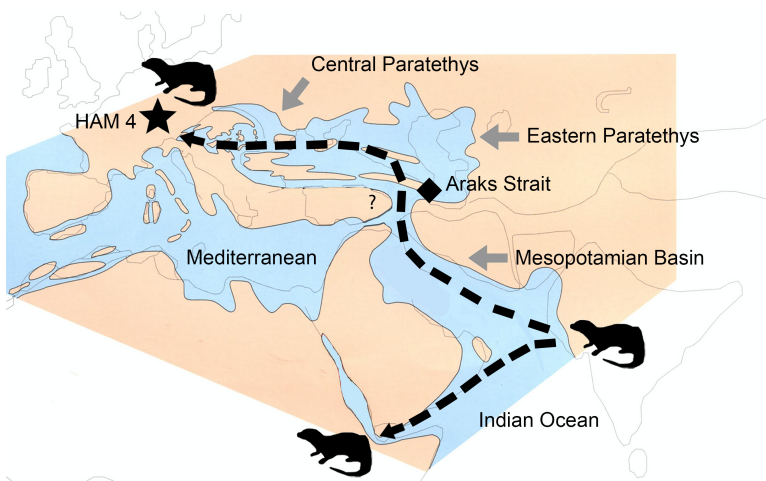 Central Paratethys
HAM 4
Eastern Paratethys
Araks Strait
?
Mediterranean
Mesopotamian Basin
Indian Ocean